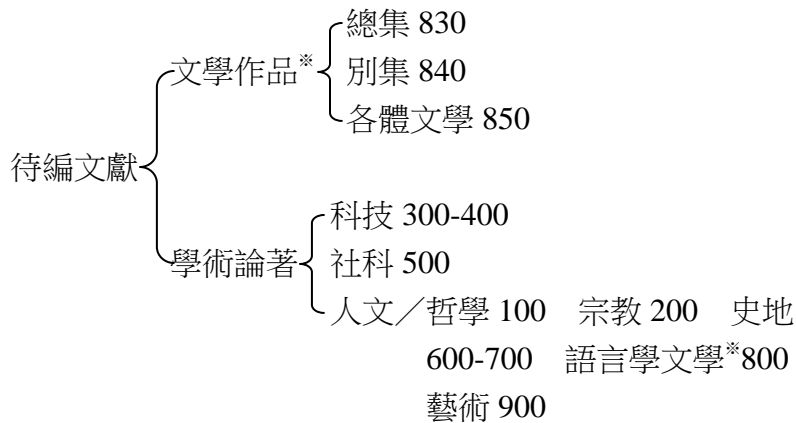 總集 830
文學作品※ 別集 840
各體文學 850
待編文獻
科技 300-400
學術論著 社科 500
人文／哲學 100 宗教 200 史地
600-700 語言學文學※800
藝術 900